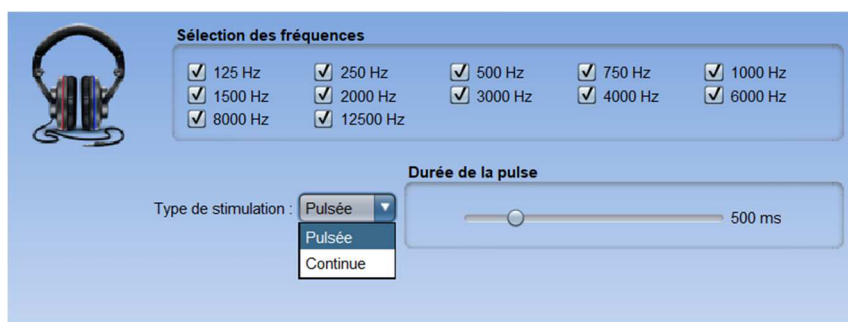 Sélection des fréquences
125 Hz 250 Hz 500 Hz 750 Hz 1000 Hz
1500 Hz 2000 Hz 3000 Hz 4000 Hz 6000 Hz
8000 Hz 12500 Hz
Durée de la pulse
Type de stimulation : Pulsée 500 ms
Pulsée
Continue